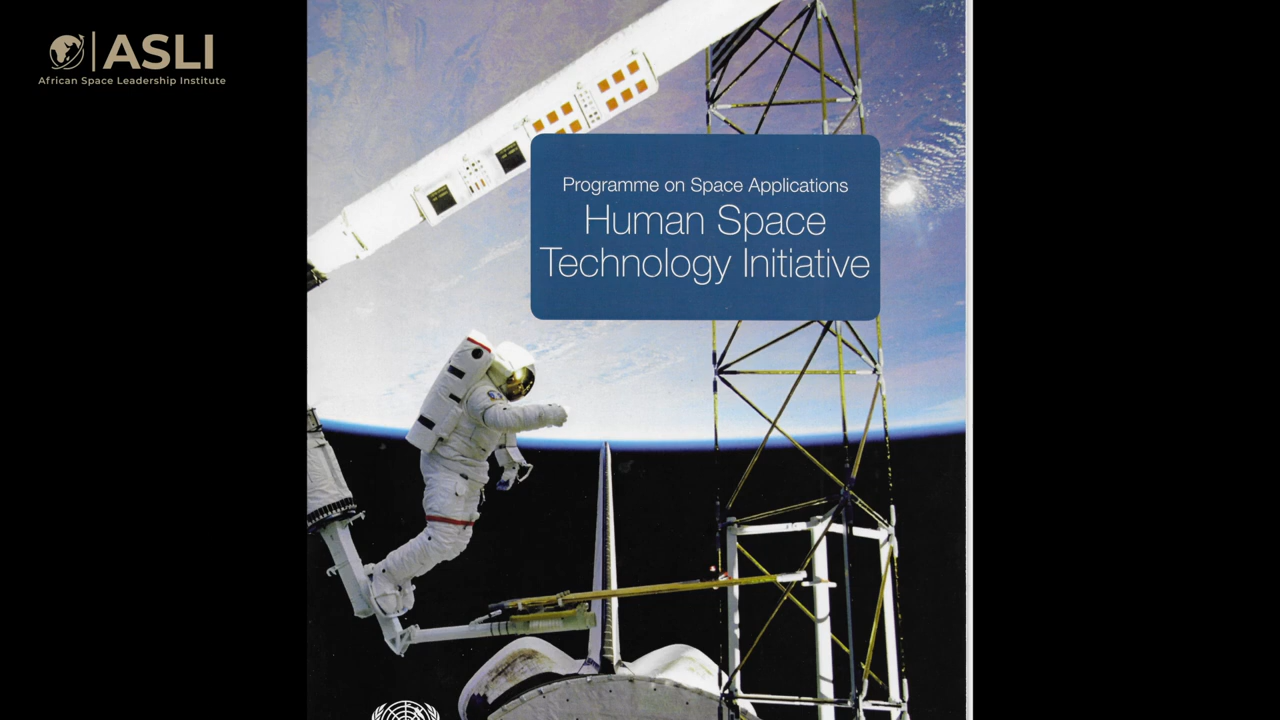 ASLI
African Space Leadership Institute
Programme on Space Applications
Human Space
Technology Initiative